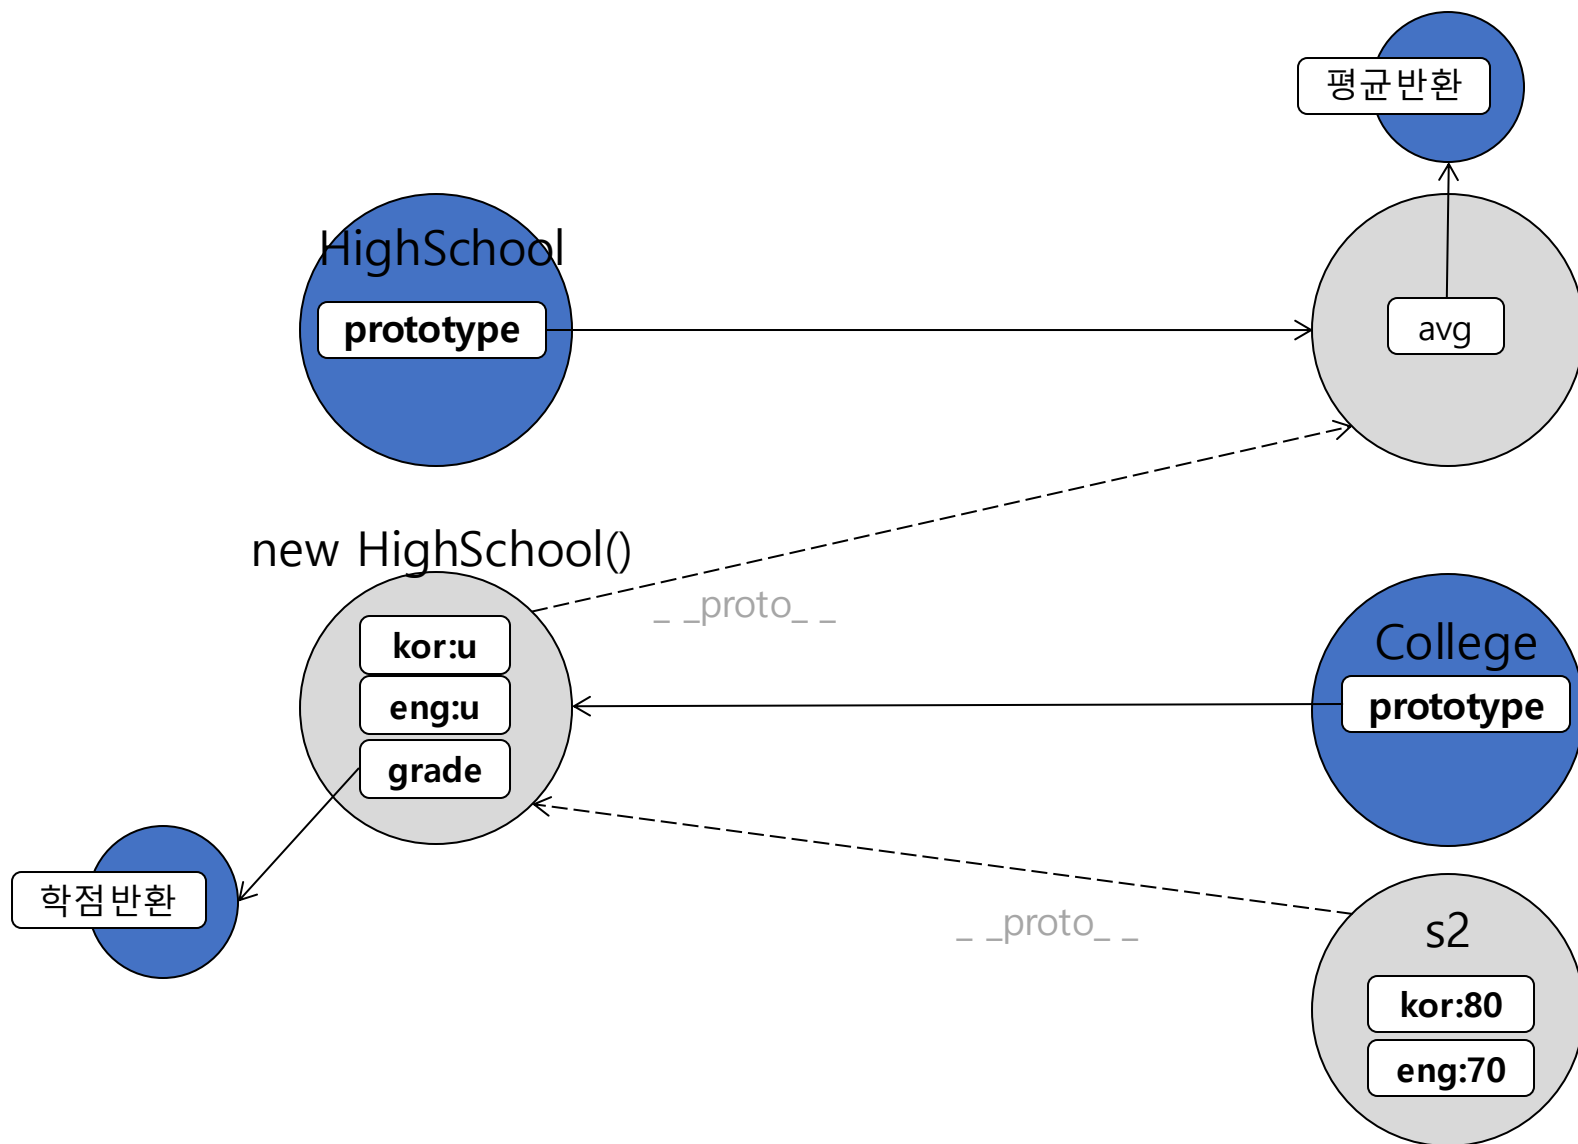 평균반환
HighSchool
prototype
avg
new HighSchool()
_ _proto_ _
kor:u
eng:u
grade
College
prototype
학점반환
_ _proto_ _
s2
kor:80
eng:70